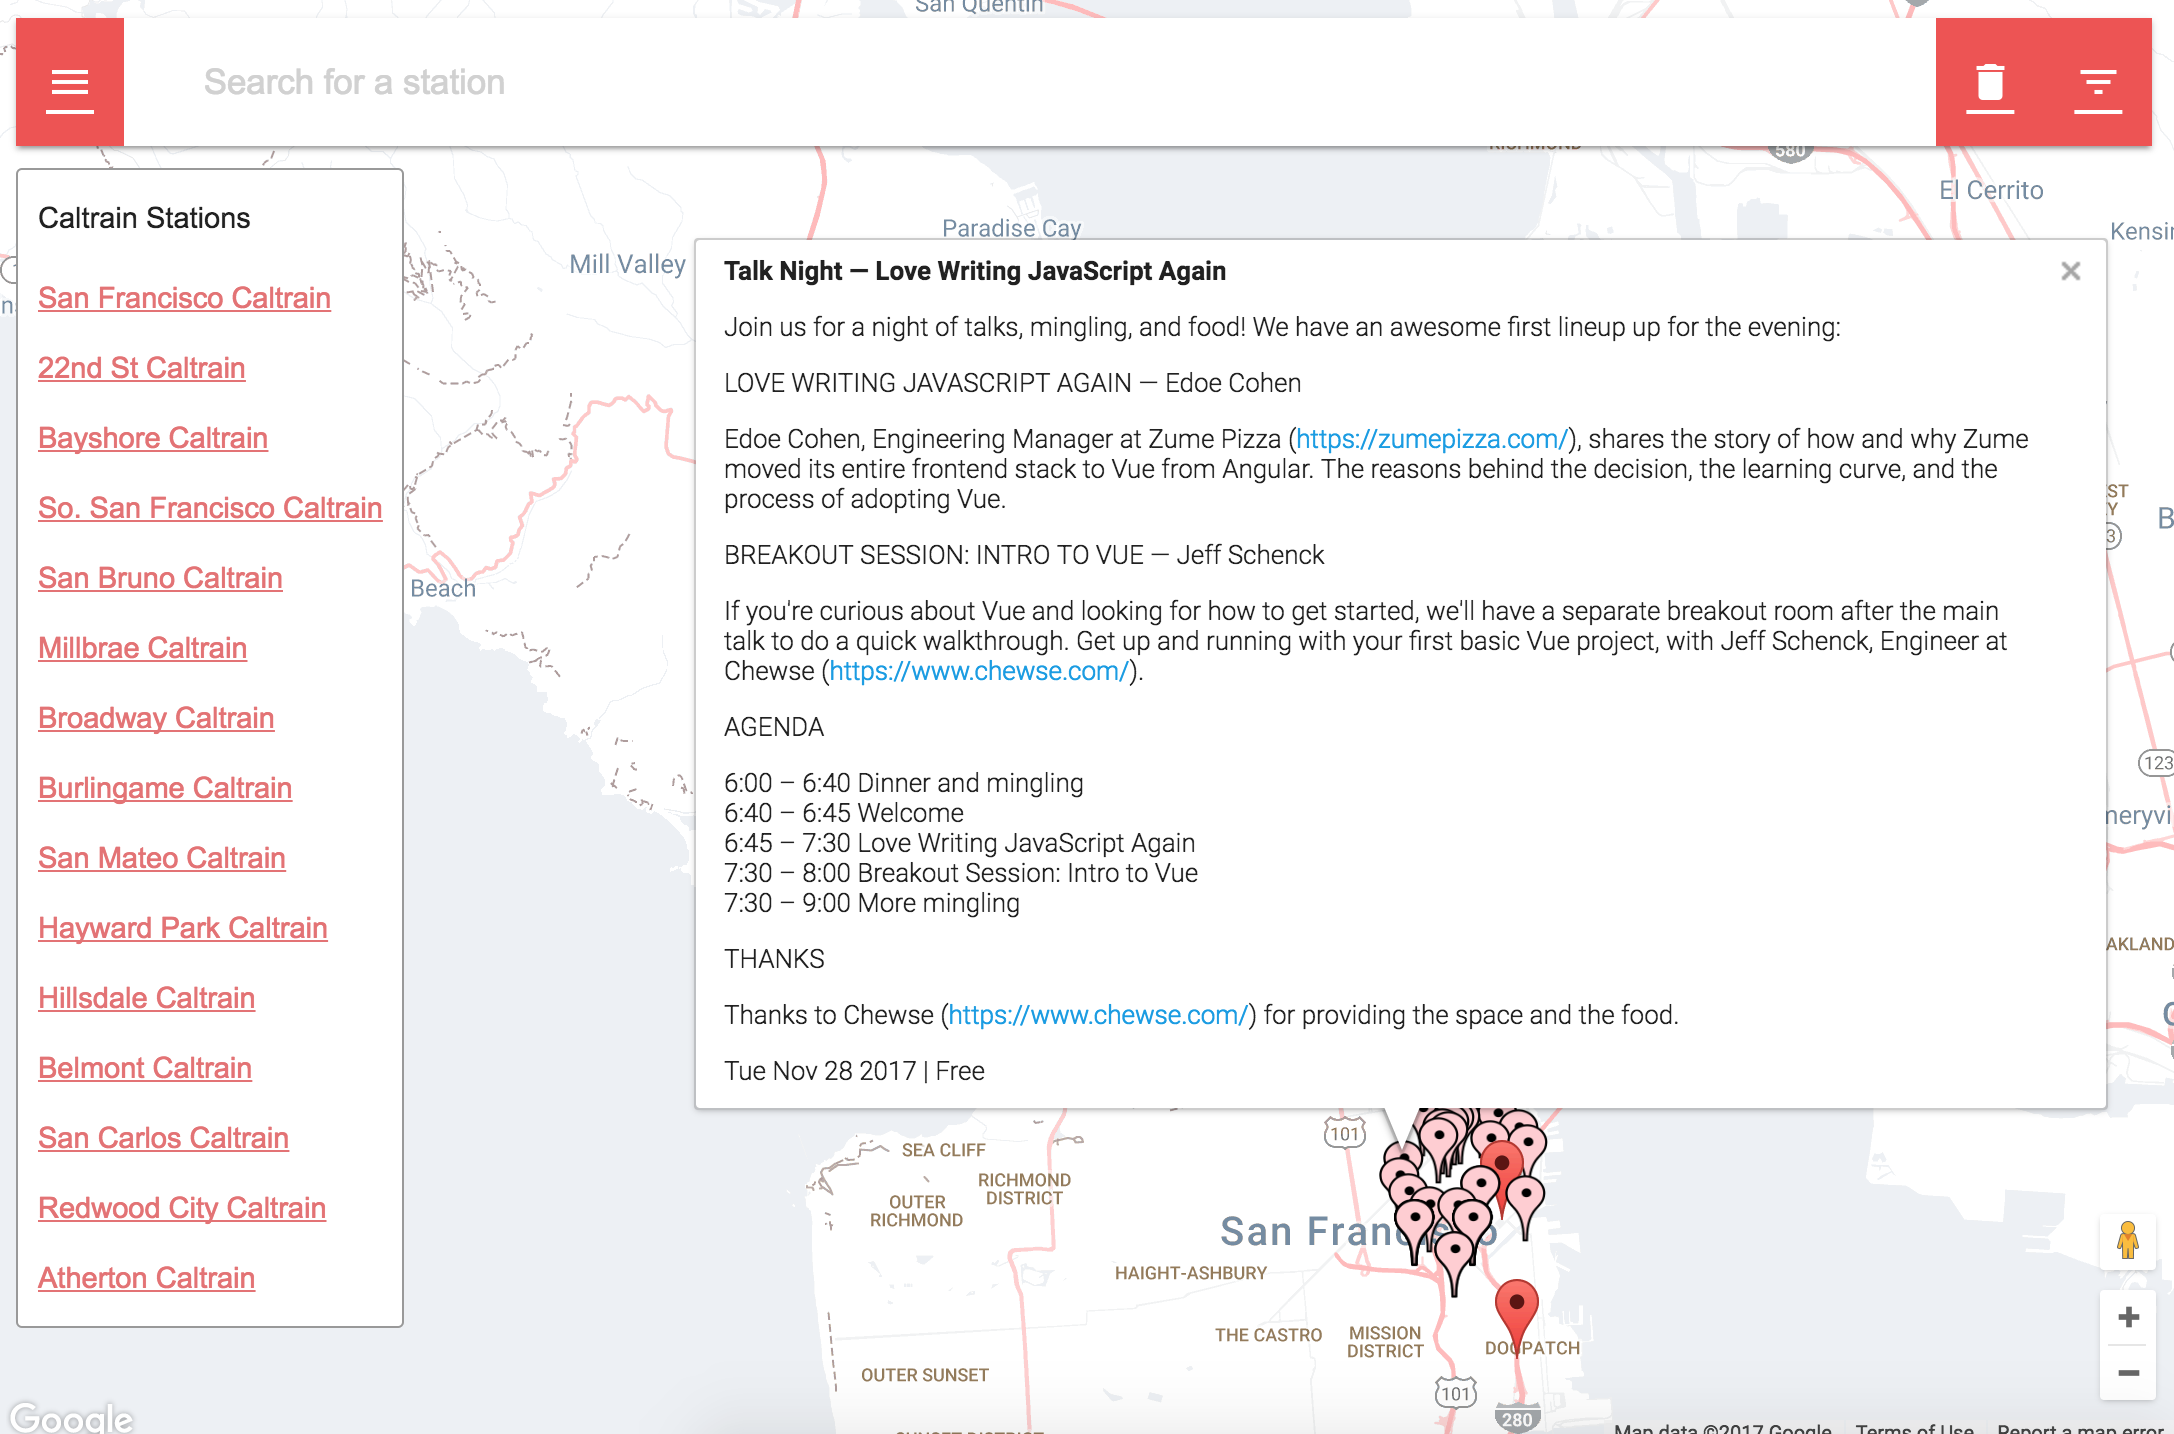 San Quentin
Search for a station
580
El Cerrito
Paradise Cay
Mill Valley
Beach
Caltrain Stations
San Francisco Caltrain
22nd St Caltrain
Bayshore Caltrain
So. San Francisco Caltrain
San Bruno Caltrain
Millbrae Caltrain
Broadway Caltrain
Burlingame Caltrain
San Mateo Caltrain
Hayward Park Caltrain
Hillsdale Caltrain
Belmont Caltrain
San Carlos Caltrain
Redwood City Caltrain
Atherton Caltrain
Talk Night — Love Writing JavaScript Again
Join us for a night of talks, mingling, and food! We have an awesome first lineup up for the evening:
LOVE WRITING JAVASCRIPT AGAIN — Edoe Cohen
Edoe Cohen, Engineering Manager at Zume Pizza (https://zumepizza.com/), shares the story of how and why Zume
moved its entire frontend stack to Vue from Angular. The reasons behind the decision, the learning curve, and the
process of adopting Vue.
BREAKOUT SESSION: INTRO TO VUE — Jeff Schenck
If you're curious about Vue and looking for how to get started, we'll have a separate breakout room after the main
talk to do a quick walkthrough. Get up and running with your first basic Vue project, with Jeff Schenck, Engineer at
Chewse (https://www.chewse.com/).
AGENDA
6:00 – 6:40 Dinner and mingling
6:40 – 6:45 Welcome
6:45 – 7:30 Love Writing JavaScript Again
7:30 – 8:00 Breakout Session: Intro to Vue
7:30 – 9:00 More mingling
THANKS
Thanks to Chewse (https://www.chewse.com/) for providing the space and the food.
Tue Nov 28 2017 | Free
123
101
SEA CLIFF
RICHMOND
DISTRICT
OUTER
RICHMOND
San Francisco
HAIGHT-ASHBURY
THE CASTRO
MISSION
DISTRICT
DOGPATCH
OUTER SUNSET
101
280
Google
Map data ©2017 Google
Terms of Use
Report a map error